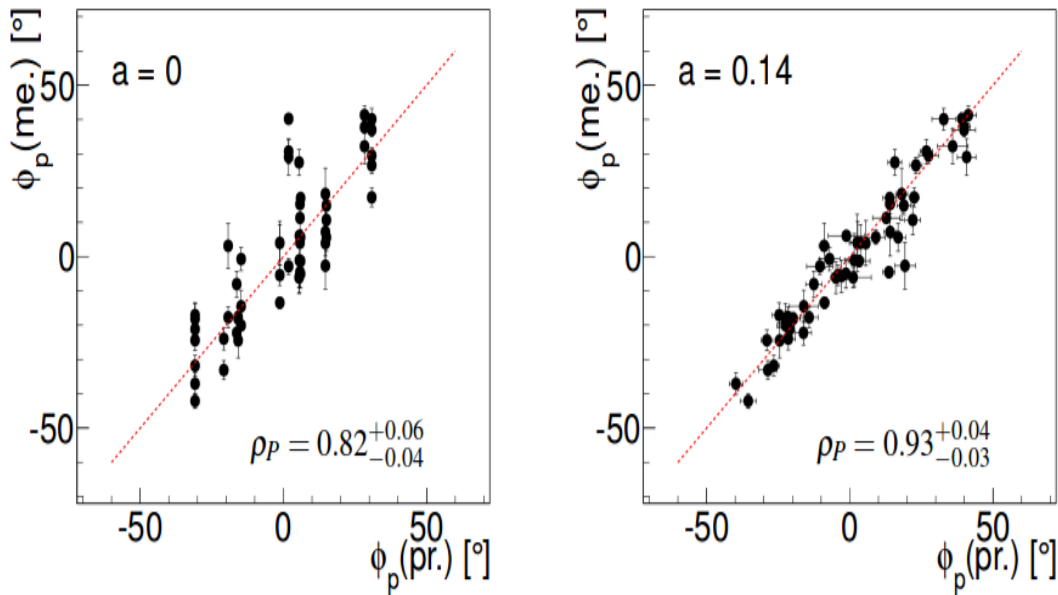 ϕp(me.) [°]
a = 0
50
0
-50
ρP = 0.82 +0.06 -0.04
-50 0 50
ϕp(pr.) [°]
ϕp(me.) [°]
a = 0.14
50
0
-50
ρP = 0.93 +0.04 -0.03
-50 0 50
ϕp(pr.) [°]